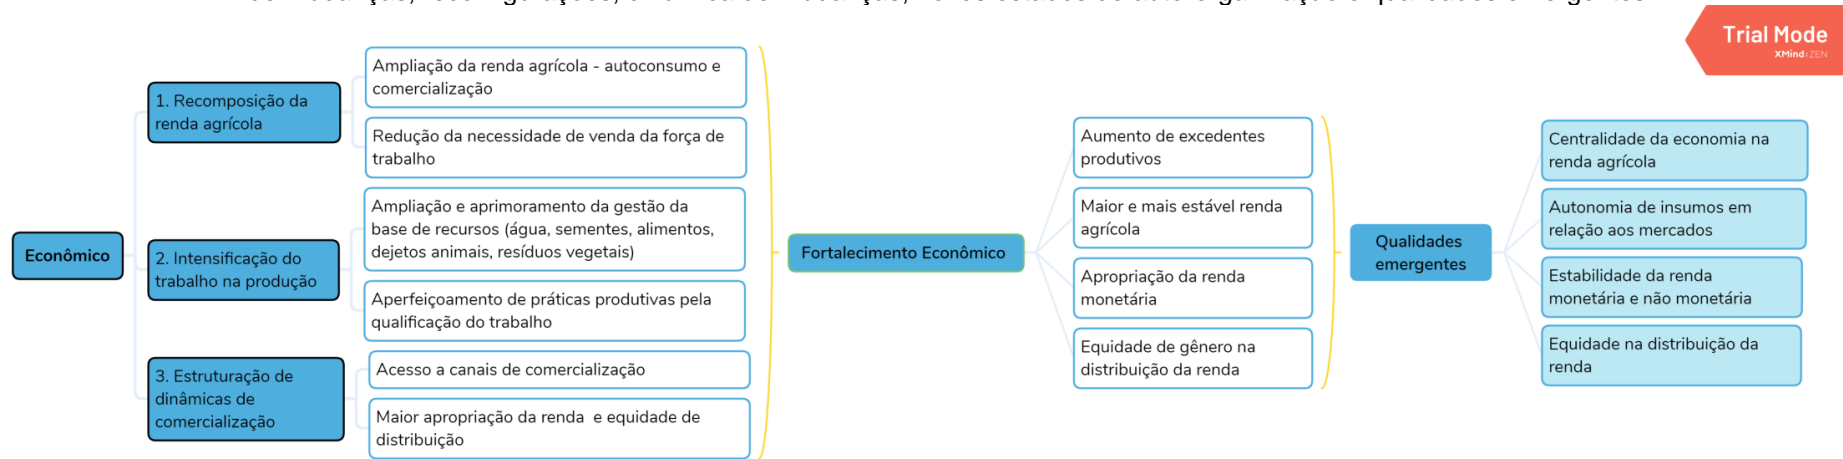 Trial Mode
XMind:ZEN
Econômico
1. Recomposição da
renda agrícola
Ampliação da renda agrícola - autoconsumo e
comercialização
Redução da necessidade de venda da força de
trabalho
2. Intensificação do
trabalho na produção
Ampliação e aprimoramento da gestão da
base de recursos (água, sementes, alimentos,
dejetos animais, resíduos vegetais)
Aperfeiçoamento de práticas produtivas pela
qualificação do trabalho
3. Estruturação de
dinâmicas de
comercialização
Acesso a canais de comercialização
Maior apropriação da renda  e equidade de
distribuição
Fortalecimento Econômico
Aumento de excedentes
produtivos
Maior e mais estável renda
agrícola
Apropriação da renda
monetária
Equidade de gênero na
distribuição da renda
Qualidades
emergentes
Centralidade da economia na
renda agrícola
Autonomia de insumos em
relação aos mercados
Estabilidade da renda
monetária e não monetária
Equidade na distribuição da
renda